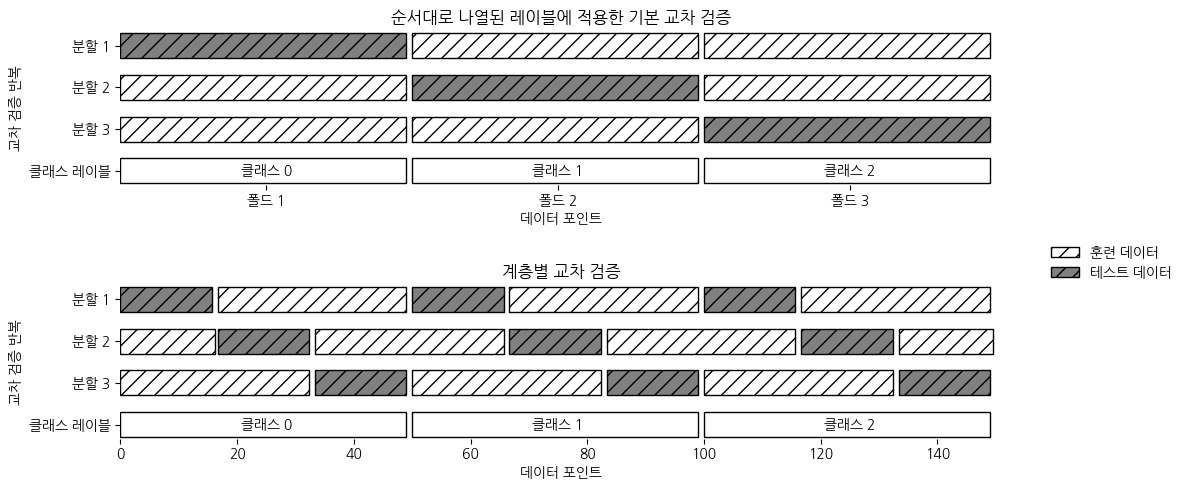 순서대로 나열된 레이블에 적용한 기본 교차 검증
교차 검증 반복
분할 1
분할 2
분할 3
클래스 레이블
클래스 0
클래스 1
클래스 2
폴드 1
폴드 2
폴드 3
데이터 포인트
훈련 데이터
테스트 데이터
계층별 교차 검증
교차 검증 반복
분할 1
분할 2
분할 3
클래스 레이블
클래스 0
클래스 1
클래스 2
0 20 40 60 80 100 120 140
데이터 포인트